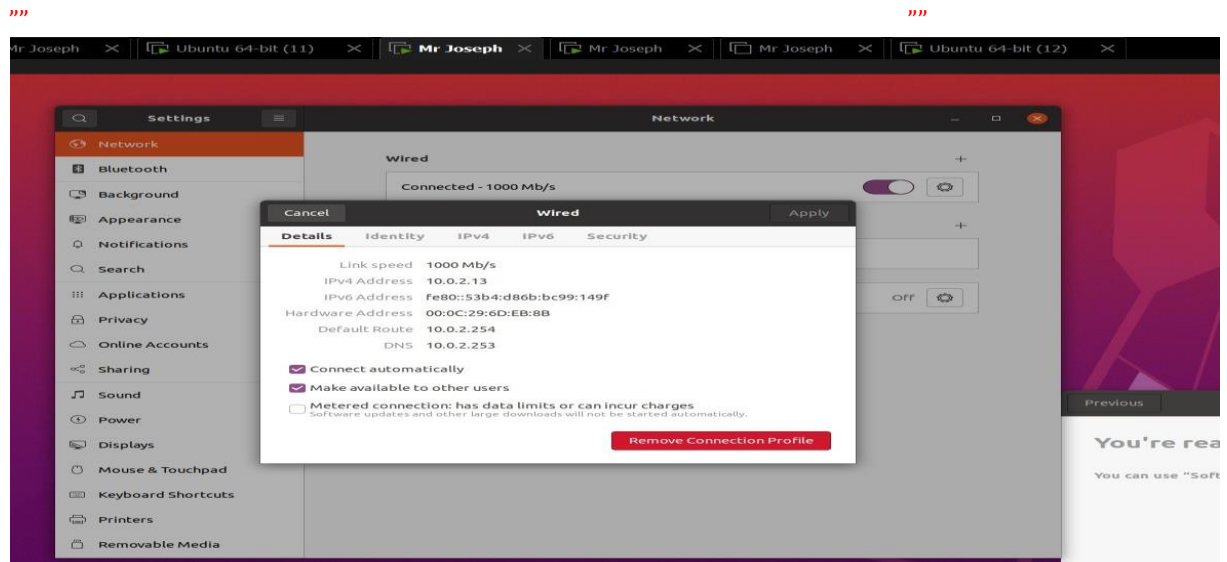 ”” ””
Mr Joseph Ubuntu 64-bit (11) Mr Joseph Mr Joseph Mr Joseph Ubuntu 64-bit (12)
Settings Network
Network
Bluetooth
Background
Appearance
Notifications
Search
Applications
Privacy
Online Accounts
Sharing
Sound
Power
Displays
Mouse & Touchpad
Keyboard Shortcuts
Printers
Removable Media
Wired
Connected - 1000 Mb/s
Off
Cancel Wired Apply
Details Identity IPv4 IPv6 Security
Link speed 1000 Mb/s
IPv4 Address 10.0.2.13
IPv6 Address fe80::53b4:d86b:bc99:149f
Hardware Address 00:0C:29:6D:EB:8B
Default Route 10.0.2.254
DNS 10.0.2.253
Connect automatically
Make available to other users
Metered connection: has data limits or can incur charges
Software updates and other large downloads will not be started automatically.
Remove Connection Profile
Previous
You're rea
You can use "Soft